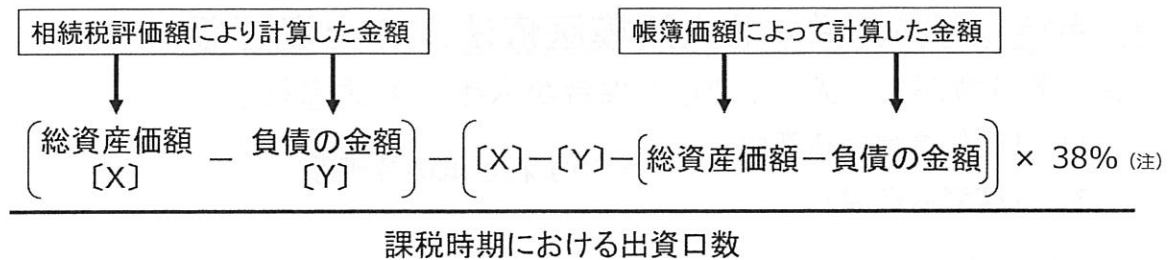 相続税評価額により計算した金額 帳簿価額によって計算した金額
(総資産価額〔X〕 − 負債の金額〔Y〕) − (〔X〕−〔Y〕−(総資産価額−負債の金額)) × 38% (注)
課税時期における出資口数